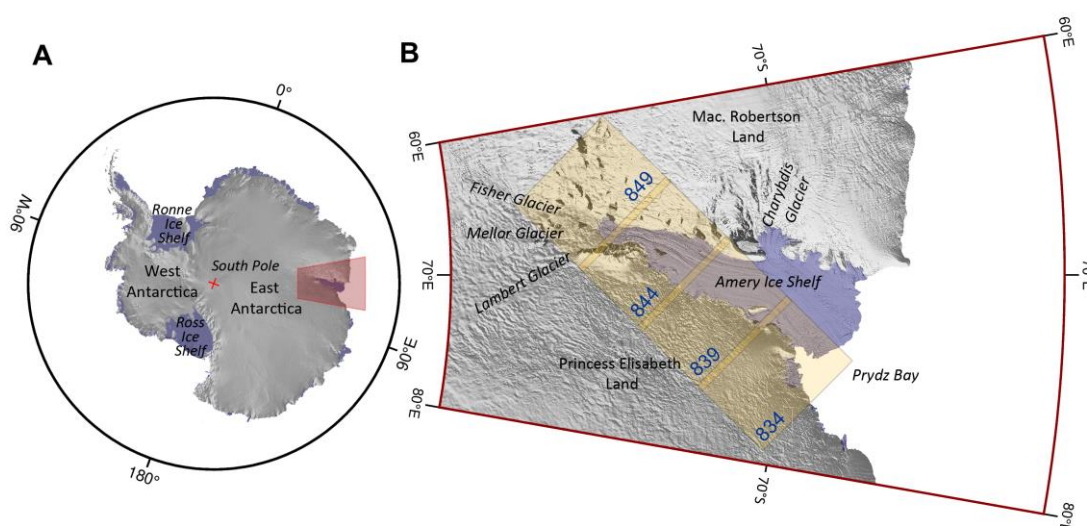 A
0°
90°W
Ronne
Ice
Shelf
South Pole
West
Antarctica
East
Antarctica
Ross
Ice
Shelf
90°E
180°
B
60°E
70°S
60°E
Mac. Robertson
Land
849
Charybdis
Glacier
Fisher Glacier
Mellor Glacier
Lambert Glacier
70°E
Amery Ice Shelf
844
839
Princess Elisabeth
Land
Prydz Bay
834
80°E
70°S